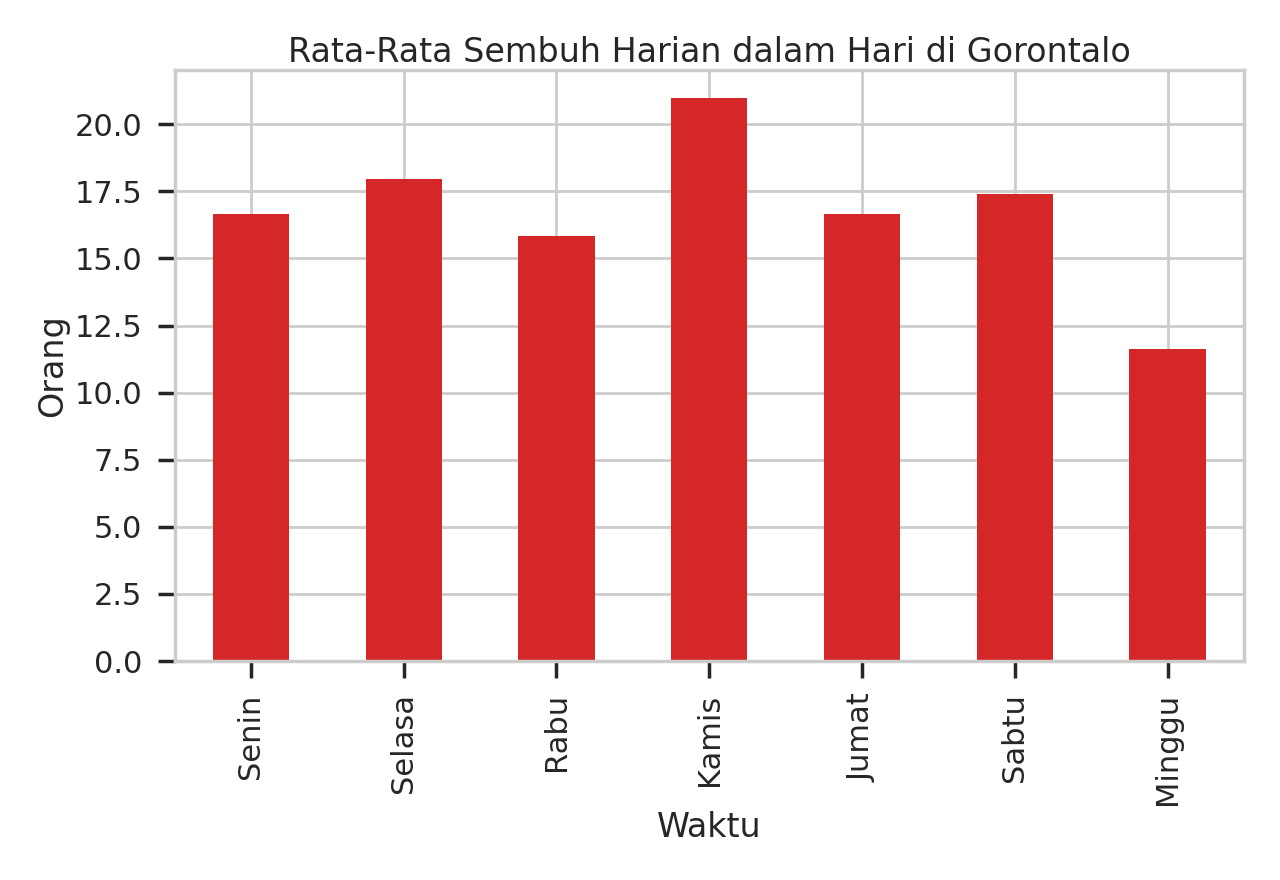 Rata-Rata Sembuh Harian dalam Hari di Gorontalo
Orang
20.0
17.5
15.0
12.5
10.0
7.5
5.0
2.5
0.0
Senin
Selasa
Rabu
Kamis
Jumat
Sabtu
Minggu
Waktu